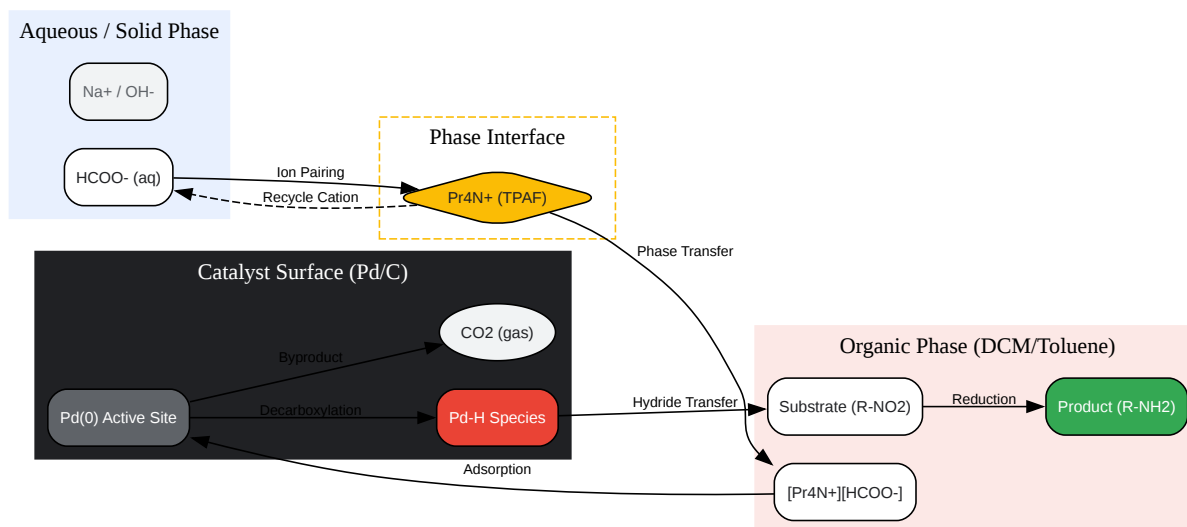 Aqueous / Solid Phase
Na+ / OH-
HCOO- (aq)
Ion Pairing
Recycle Cation
Phase Interface
Pr4N+ (TPAF)
Phase Transfer
Catalyst Surface (Pd/C)
CO2 (gas)
Byproduct
Pd(0) Active Site
Decarboxylation
Pd-H Species
Hydride Transfer
Adsorption
Organic Phase (DCM/Toluene)
Substrate (R-NO2)
Reduction
Product (R-NH2)
[Pr4N+][HCOO-]